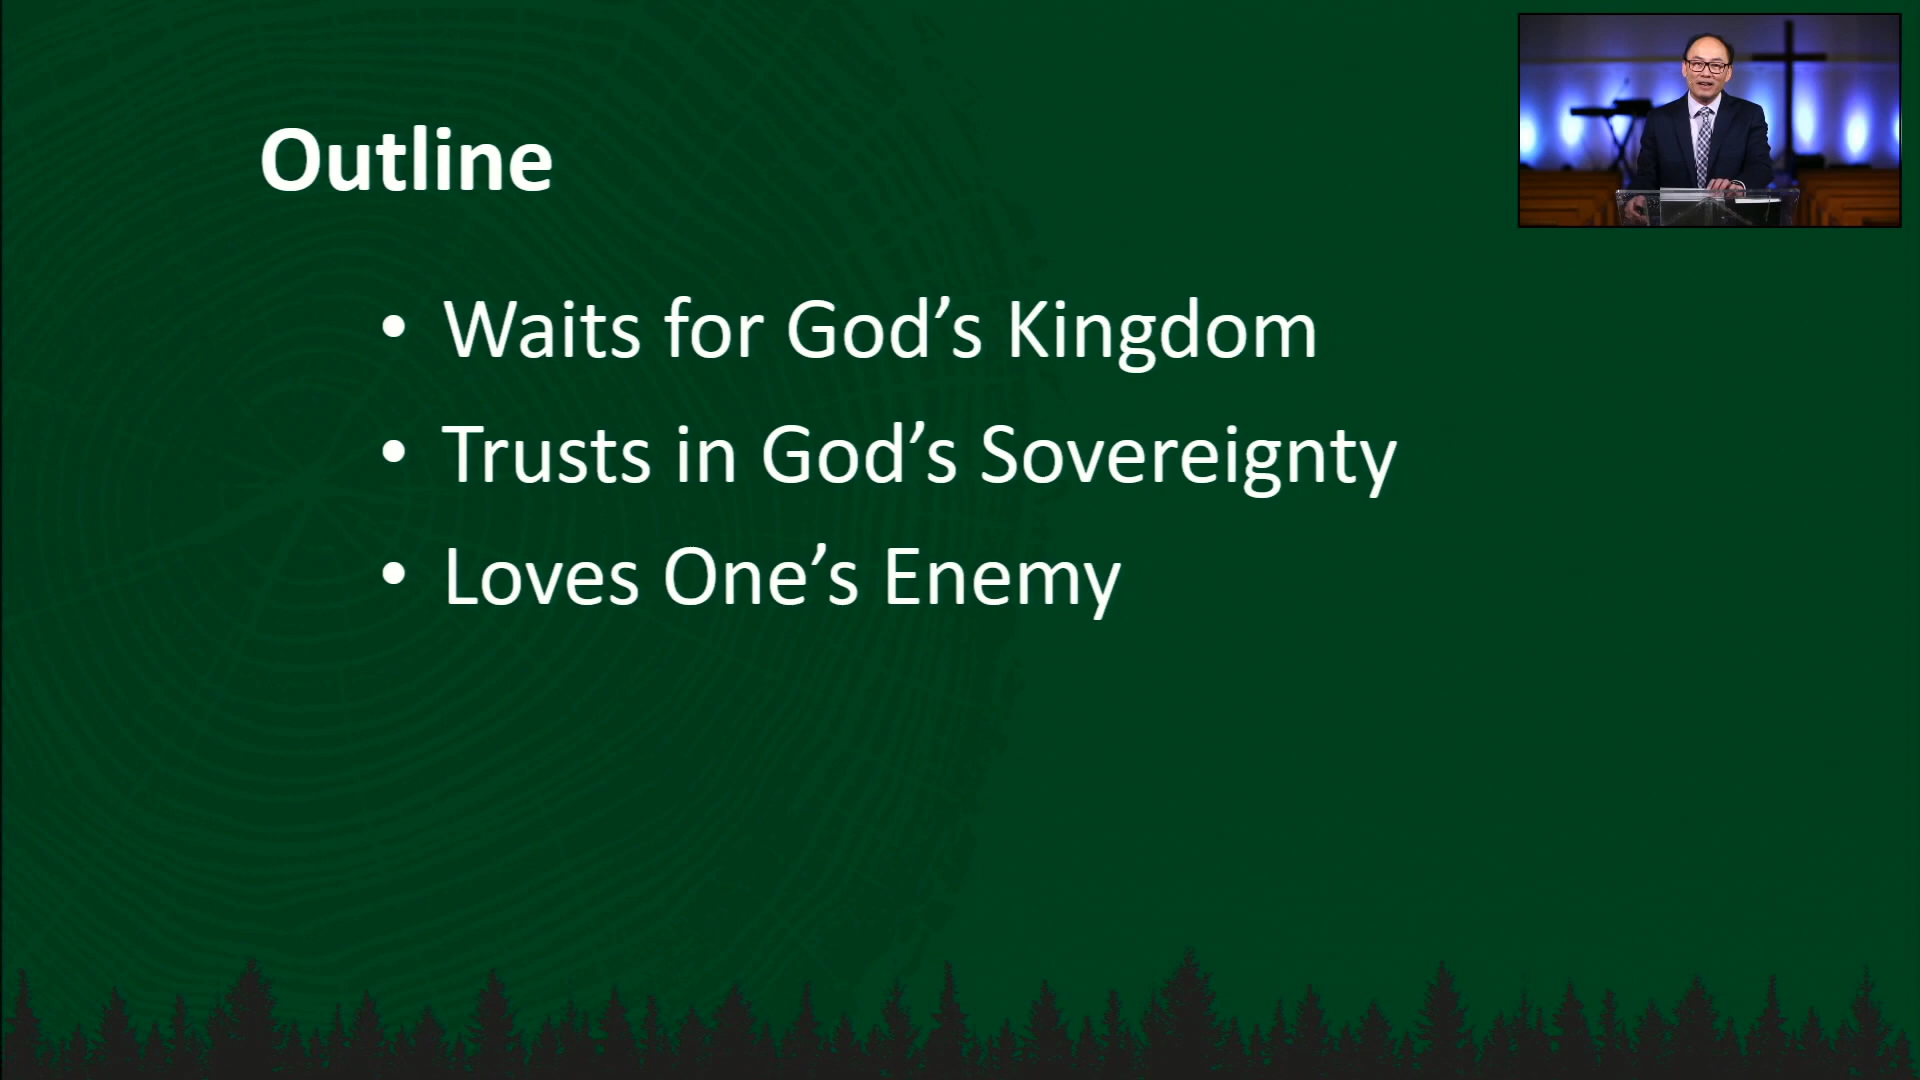 Outline
• Waits for God’s Kingdom
• Trusts in God’s Sovereignty
• Loves One’s Enemy